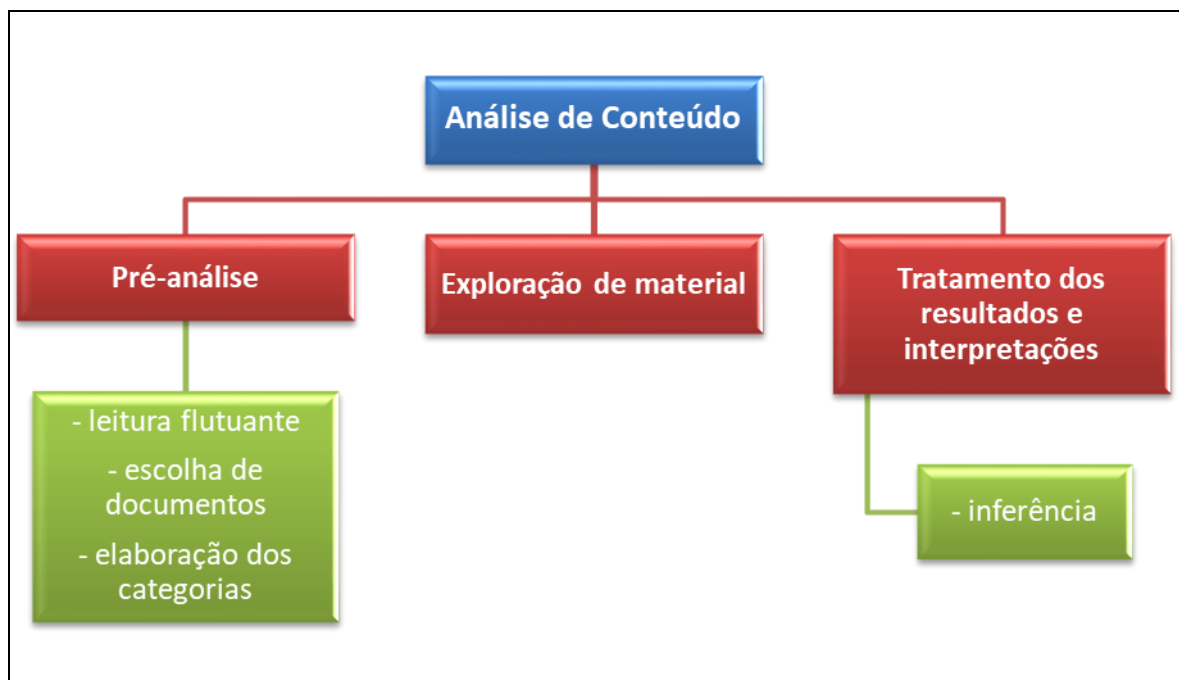 Análise de Conteúdo
Pré-análise
Exploração de material
Tratamento dos
resultados e
interpretações
- leitura flutuante
- escolha de
documentos
- elaboração dos
categorias
- inferência